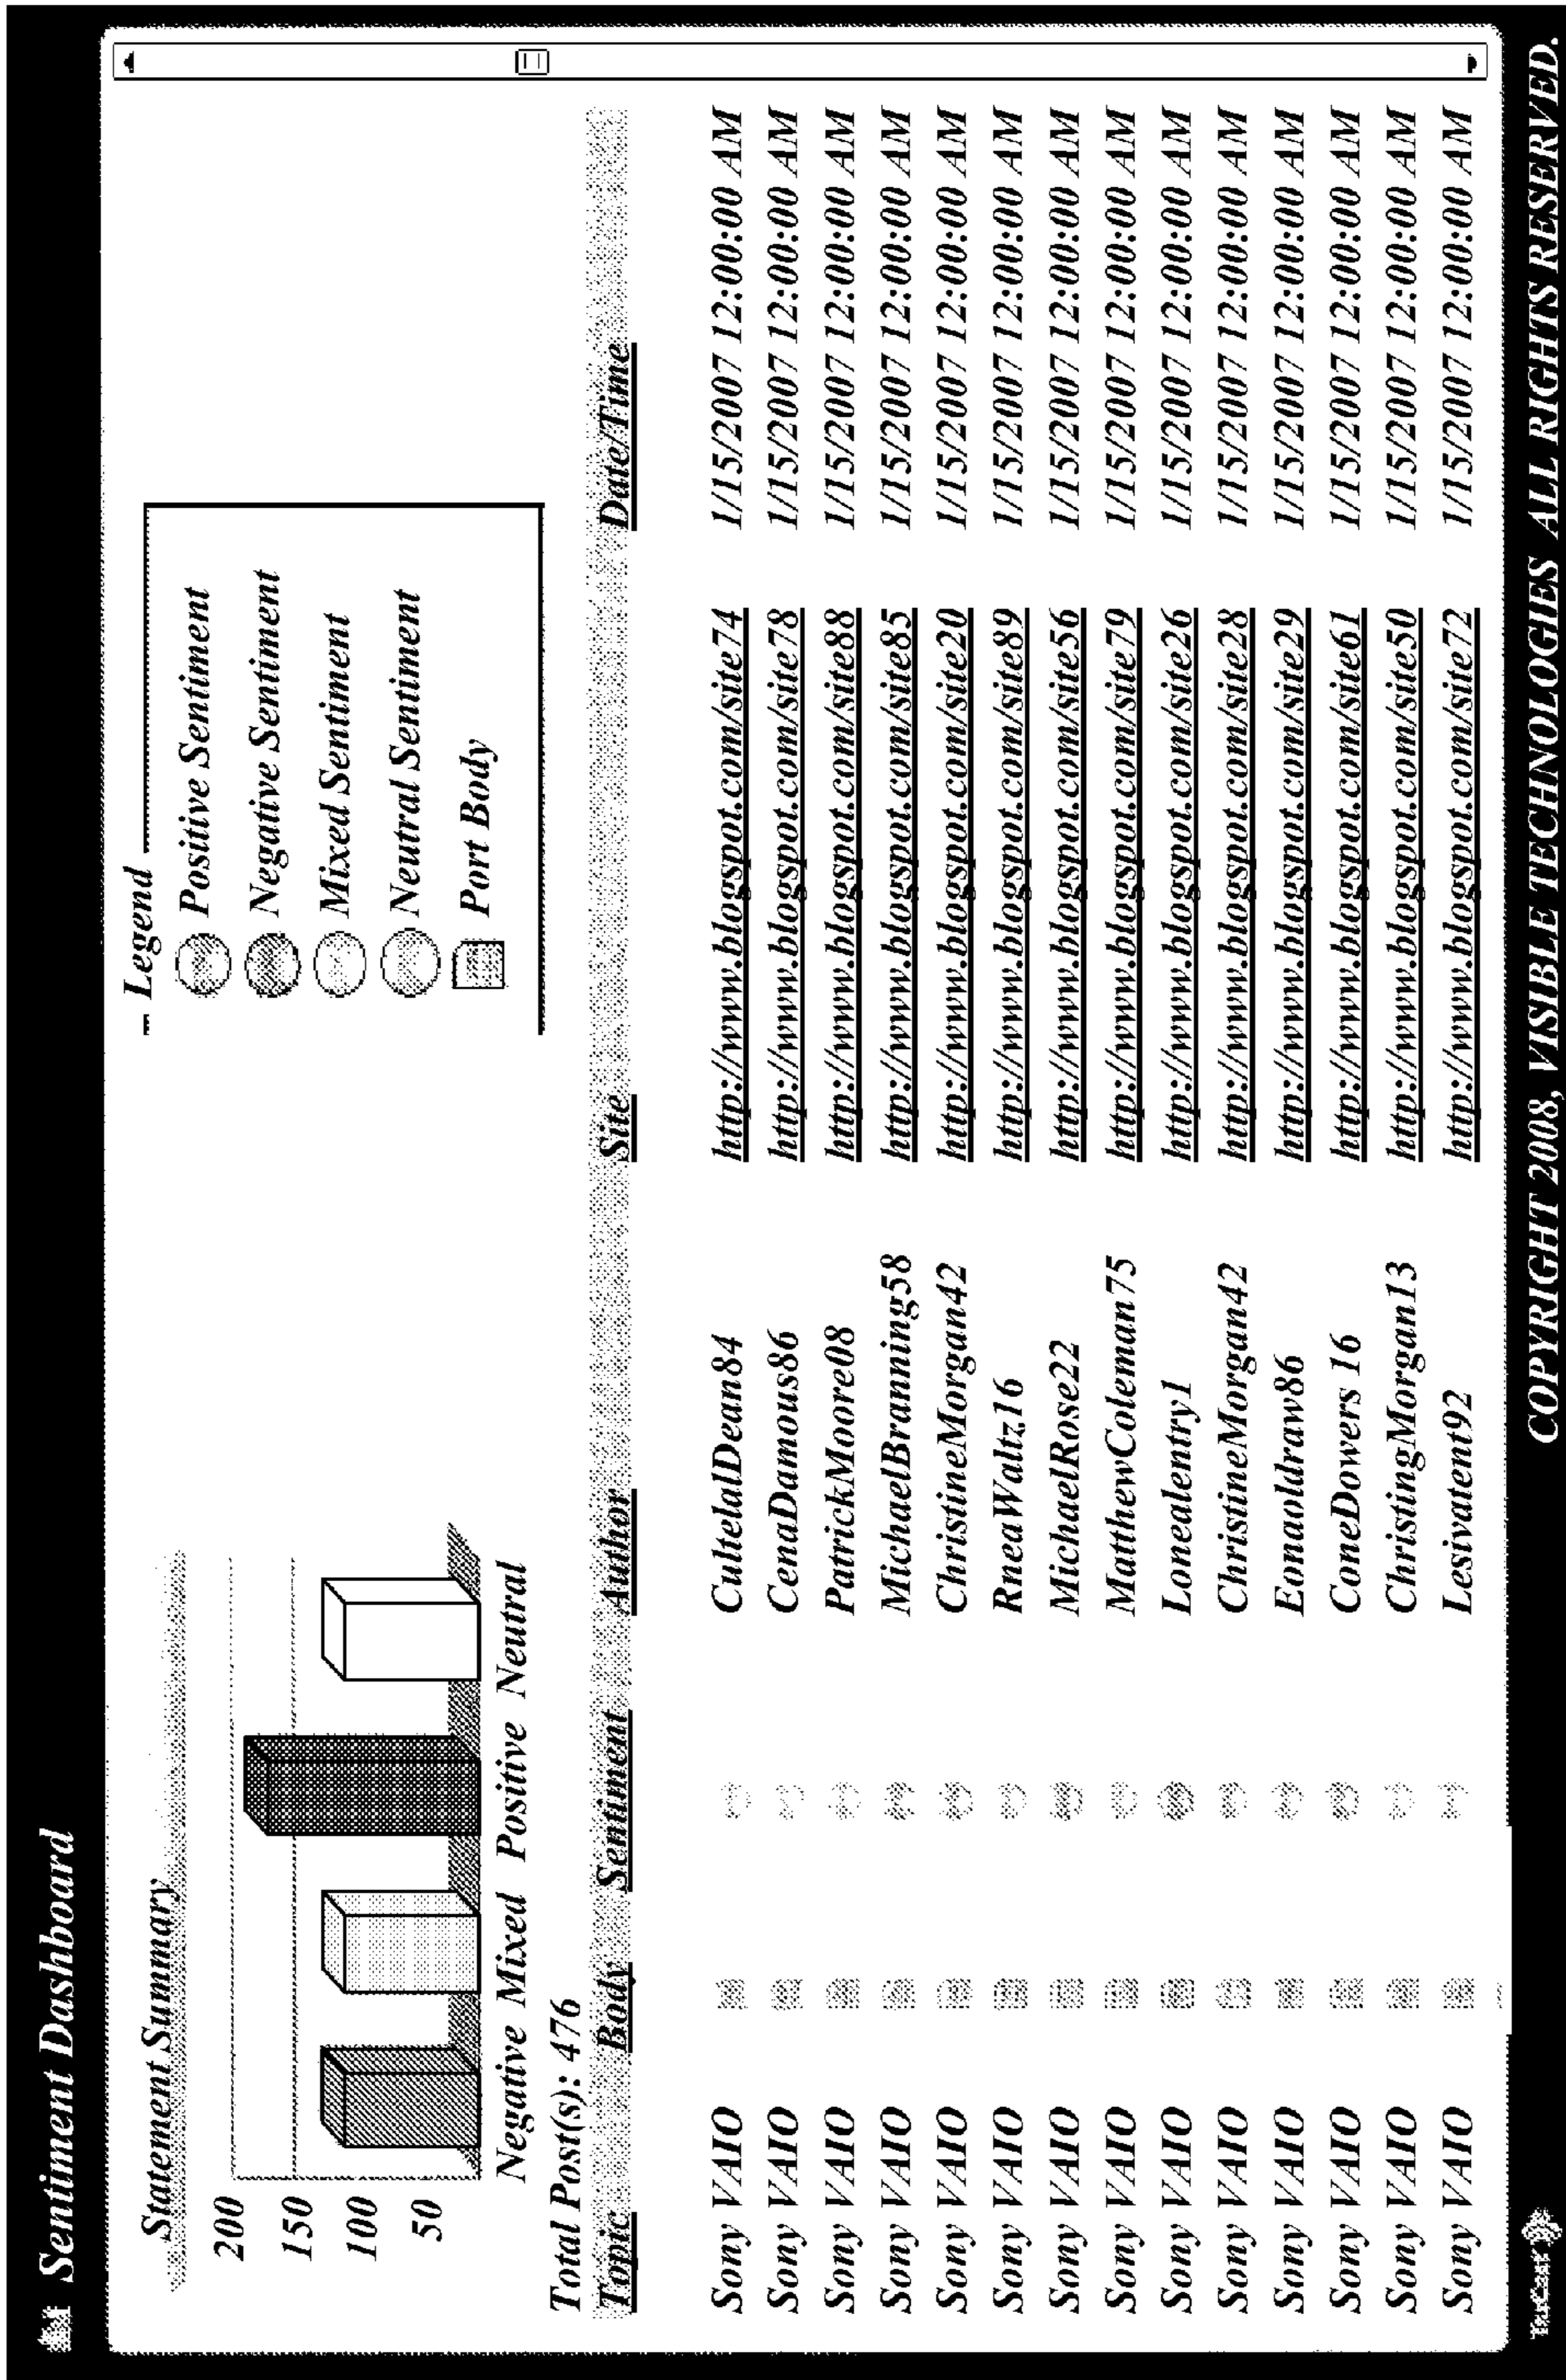 Sentiment Dashboard
Statement Summary
200
150
100
50
Negative Mixed Positive Neutral
Total Post(s): 476
Legend
Positive Sentiment
Negative Sentiment
Mixed Sentiment
Neutral Sentiment
Port Body
Topic Body Sentiment Author Site Date/Time
Sony VAIO CultelalDean84 http://www.blogspot.com/site74 1/15/2007 12:00:00 AM
Sony VAIO CenaDamous86 http://www.blogspot.com/site78 1/15/2007 12:00:00 AM
Sony VAIO PatrickMoore08 http://www.blogspot.com/site88 1/15/2007 12:00:00 AM
Sony VAIO MichaelBranning58 http://www.blogspot.com/site85 1/15/2007 12:00:00 AM
Sony VAIO ChristineMorgan42 http://www.blogspot.com/site20 1/15/2007 12:00:00 AM
Sony VAIO RneaWaltz16 http://www.blogspot.com/site89 1/15/2007 12:00:00 AM
Sony VAIO MichaelRose22 http://www.blogspot.com/site56 1/15/2007 12:00:00 AM
Sony VAIO MatthewColeman75 http://www.blogspot.com/site79 1/15/2007 12:00:00 AM
Sony VAIO Lonealentry1 http://www.blogspot.com/site26 1/15/2007 12:00:00 AM
Sony VAIO ChristineMorgan42 http://www.blogspot.com/site28 1/15/2007 12:00:00 AM
Sony VAIO Eonaoldraw86 http://www.blogspot.com/site29 1/15/2007 12:00:00 AM
Sony VAIO ConeDowers 16 http://www.blogspot.com/site61 1/15/2007 12:00:00 AM
Sony VAIO ChristingMorgan13 http://www.blogspot.com/site50 1/15/2007 12:00:00 AM
Sony VAIO Lesivatent92 http://www.blogspot.com/site72 1/15/2007 12:00:00 AM
TruCast
COPYRIGHT 2008, VISIBLE TECHNOLOGIES ALL RIGHTS RESERVED.